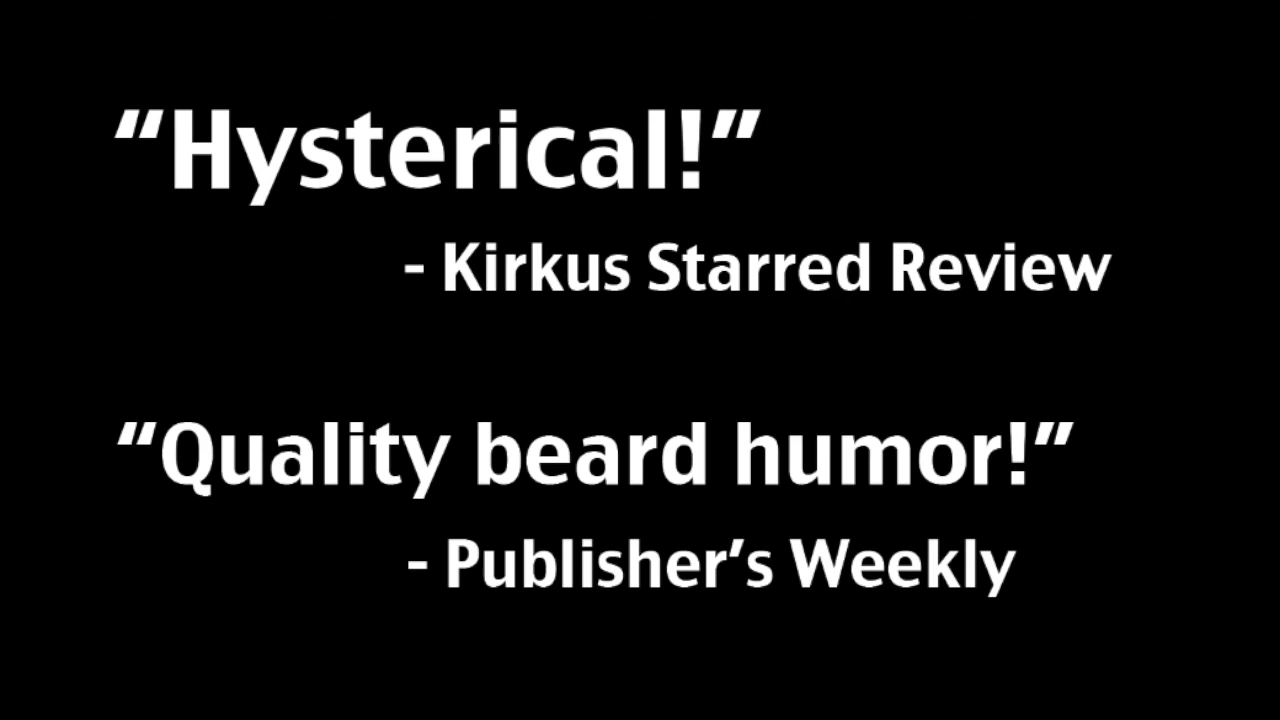 “Hysterical!”
- Kirkus Starred Review
“Quality beard humor!”
- Publisher’s Weekly